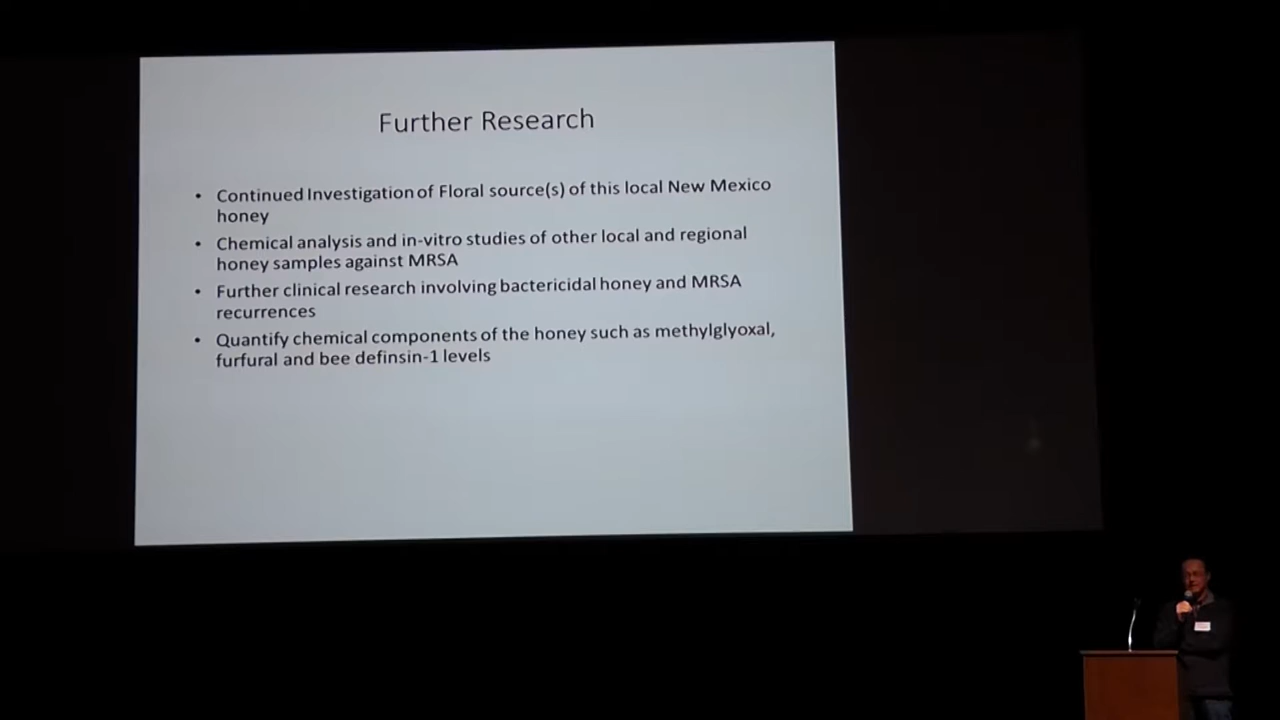 Further Research
• Continued Investigation of Floral source(s) of this local New Mexico
honey
• Chemical analysis and in-vitro studies of other local and regional
honey samples against MRSA
• Further clinical research involving bactericidal honey and MRSA
recurrences
• Quantify chemical components of the honey such as methylglyoxal,
furfural and bee definsin-1 levels